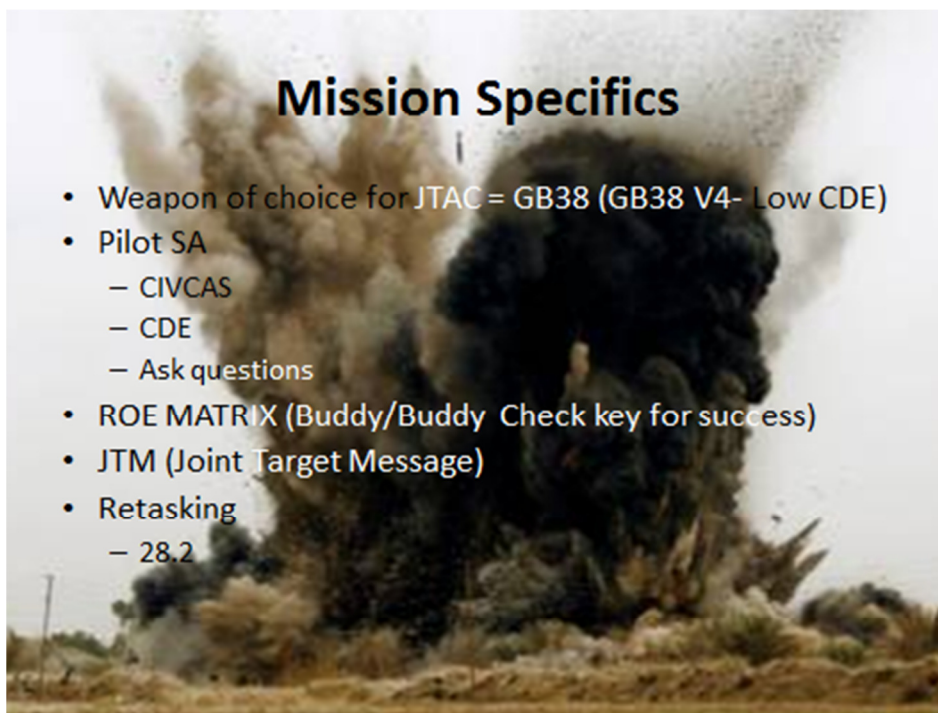 Mission Specifics
• Weapon of choice for JTAC = GB38 (GB38 V4- Low CDE)
• Pilot SA
– CIVCAS
– CDE
– Ask questions
• ROE MATRIX (Buddy/Buddy Check key for success)
• JTM (Joint Target Message)
• Retasking
– 28.2